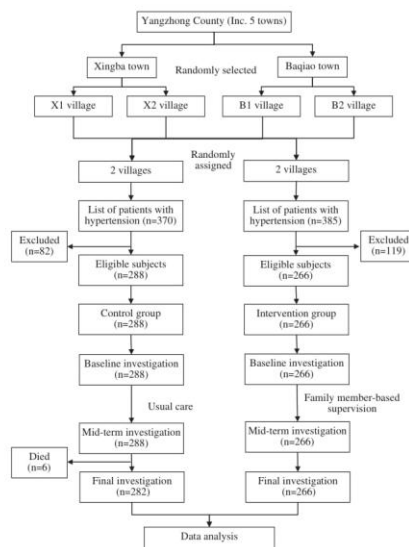 Yangzhong County (Inc. 5 towns)
Xingba town
Randomly selected
Baqiao town
X1 village
X2 village
B1 village
B2 village
Randomly
assigned
2 villages
2 villages
List of patients with
hypertension (n=370)
List of patients with
hypertension (n=385)
Excluded
(n=82)
Excluded
(n=119)
Eligible subjects
(n=288)
Eligible subjects
(n=266)
Control group
(n=288)
Intervention group
(n=266)
Baseline investigation
(n=288)
Baseline investigation
(n=266)
Usual care
Family member-based
supervision
Mid-term investigation
(n=288)
Mid-term investigation
(n=266)
Died
(n=6)
Final investigation
(n=282)
Final investigation
(n=266)
Data analysis